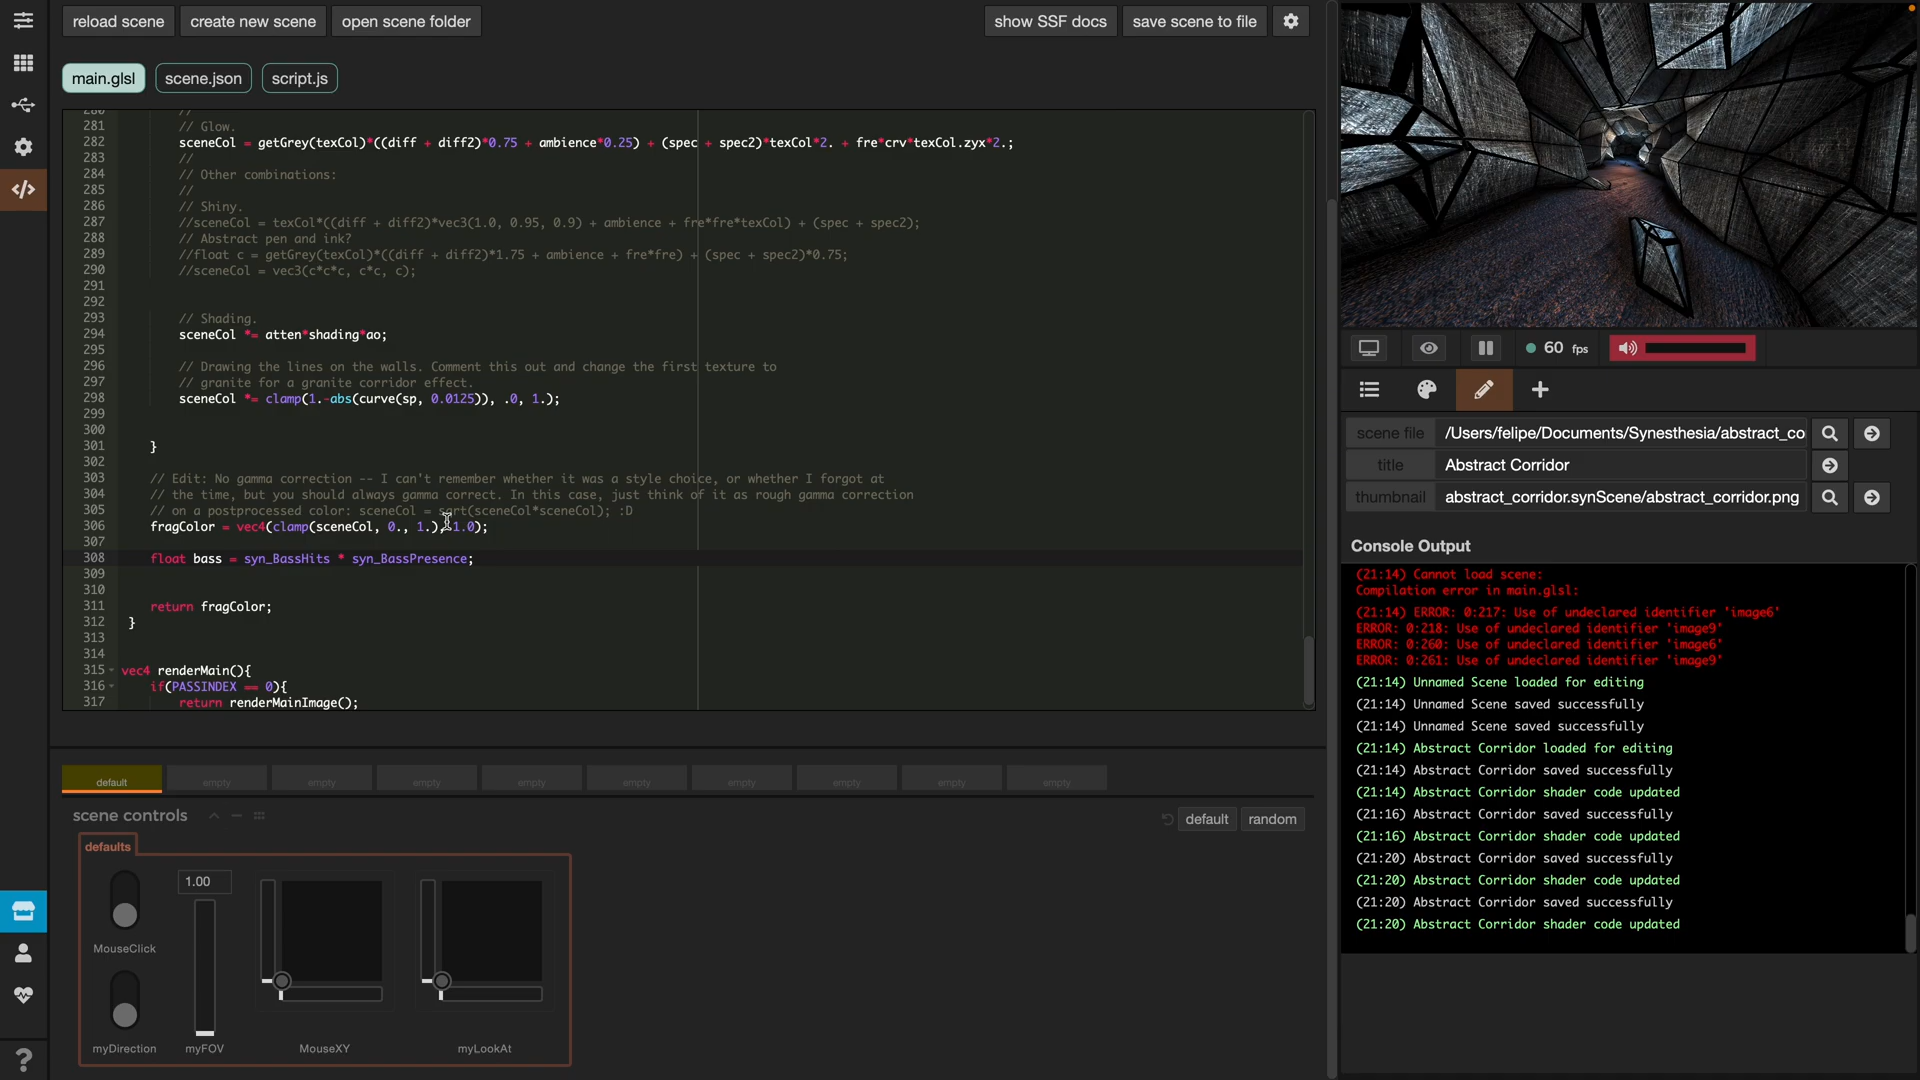 reload scene create new scene open scene folder show SSF docs save scene to file
main.glsl scene.json script.js
280 //
281 // Glow.
282 sceneCol = getGrey(texCol)*((diff + diff2)*0.75 + ambience*0.25) + (spec + spec2)*texCol*2. + fre*crv*texCol.zyx*2.;
283 //
284 // Other combinations:
285 //
286 // Shiny.
287 //sceneCol = texCol*((diff + diff2)*vec3(1.0, 0.95, 0.9) + ambience + fre*fre*texCol) + (spec + spec2);
288 // Abstract pen and ink?
289 //float c = getGrey(texCol)*((diff + diff2)*1.75 + ambience + fre*fre) + (spec + spec2)*0.75;
290 //sceneCol = vec3(c*c*c, c*c, c);
291
292
293 // Shading.
294 sceneCol *= atten*shading*ao;
295
296 // Drawing the lines on the walls. Comment this out and change the first texture to
297 // granite for a granite corridor effect.
298 sceneCol *= clamp(1.-abs(curve(sp, 0.0125)), .0, 1.);
299
300
301 }
302
303 // Edit: No gamma correction -- I can't remember whether it was a style choice, or whether I forgot at
304 // the time, but you should always gamma correct. In this case, just think of it as rough gamma correction
305 // on a postprocessed color: sceneCol = sqrt(sceneCol*sceneCol); :D
306 fragColor = vec4(clamp(sceneCol, 0., 1.), 1.0);
307
308 float bass = syn_BassHits * syn_BassPresence;
309
310
311 return fragColor;
312 }
313
314
315 vec4 renderMain(){
316 if(PASSINDEX == 0){
317 return renderMainImage();
default empty empty empty empty empty empty empty empty empty
scene controls default random
defaults
1.00
MouseClick
myDirection myFOV MouseXY myLookAt
60 fps
scene file /Users/felipe/Documents/Synesthesia/abstract_co
title Abstract Corridor
thumbnail abstract_corridor.synScene/abstract_corridor.png
Console Output
(21:14) Cannot load scene:
Compilation error in main.glsl:
(21:14) ERROR: 0:217: Use of undeclared identifier 'image6'
ERROR: 0:218: Use of undeclared identifier 'image9'
ERROR: 0:260: Use of undeclared identifier 'image6'
ERROR: 0:261: Use of undeclared identifier 'image9'
(21:14) Unnamed Scene loaded for editing
(21:14) Unnamed Scene saved successfully
(21:14) Unnamed Scene saved successfully
(21:14) Abstract Corridor loaded for editing
(21:14) Abstract Corridor saved successfully
(21:14) Abstract Corridor shader code updated
(21:16) Abstract Corridor saved successfully
(21:16) Abstract Corridor shader code updated
(21:20) Abstract Corridor saved successfully
(21:20) Abstract Corridor shader code updated
(21:20) Abstract Corridor saved successfully
(21:20) Abstract Corridor shader code updated